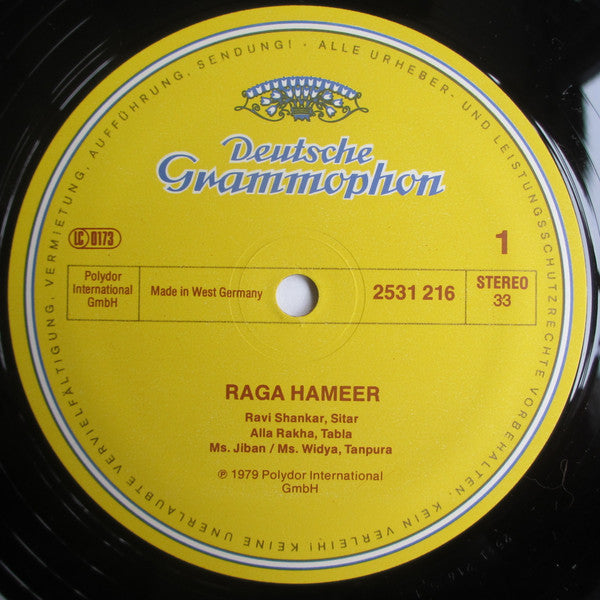 ALLE URHEBER- UND LEISTUNGSSCHUTZRECHTE VORBEHALTEN. KEIN VERLEIH! KEINE UNERLAUBTE VERVIELFÄLTIGUNG, VERMIETUNG, AUFFÜHRUNG, SENDUNG! ·
Deutsche
Grammophon
LC 0173
1
Polydor
International
GmbH
Made in West Germany
2531 216
STEREO
33
RAGA HAMEER
Ravi Shankar, Sitar
Alla Rakha, Tabla
Ms. Jiban / Ms. Widya, Tanpura
℗ 1979 Polydor International
GmbH